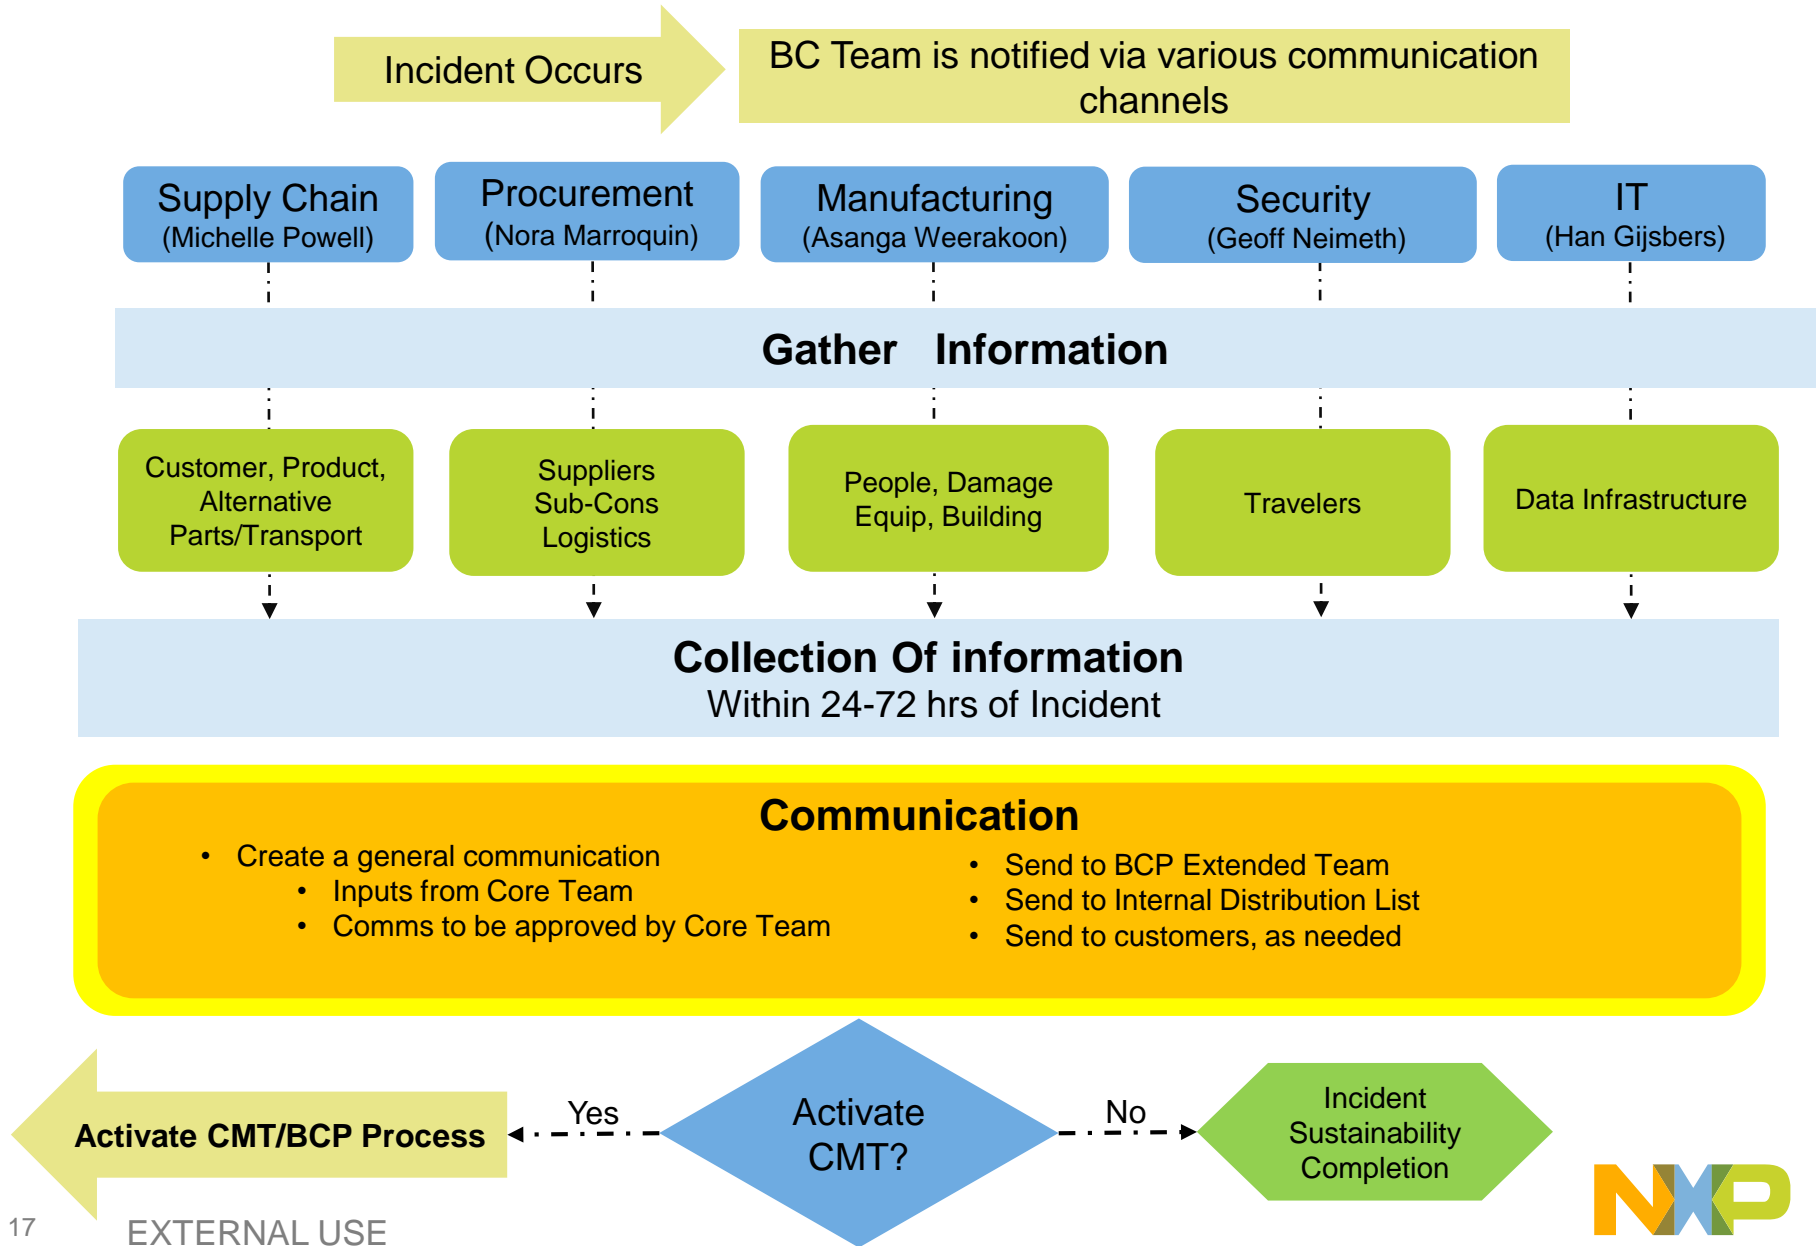 Incident Occurs
BC Team is notified via various communication
channels
Supply Chain
(Michelle Powell)
Procurement
(Nora Marroquin)
Manufacturing
(Asanga Weerakoon)
Security
(Geoff Neimeth)
IT
(Han Gijsbers)
Gather Information
Customer, Product,
Alternative
Parts/Transport
Suppliers
Sub-Cons
Logistics
People, Damage
Equip, Building
Travelers
Data Infrastructure
Collection Of information
Within 24-72 hrs of Incident
Communication
• Create a general communication
• Inputs from Core Team
• Comms to be approved by Core Team
• Send to BCP Extended Team
• Send to Internal Distribution List
• Send to customers, as needed
Activate CMT/BCP Process
Yes
Activate
CMT?
No
Incident
Sustainability
Completion
17
EXTERNAL USE
NXP